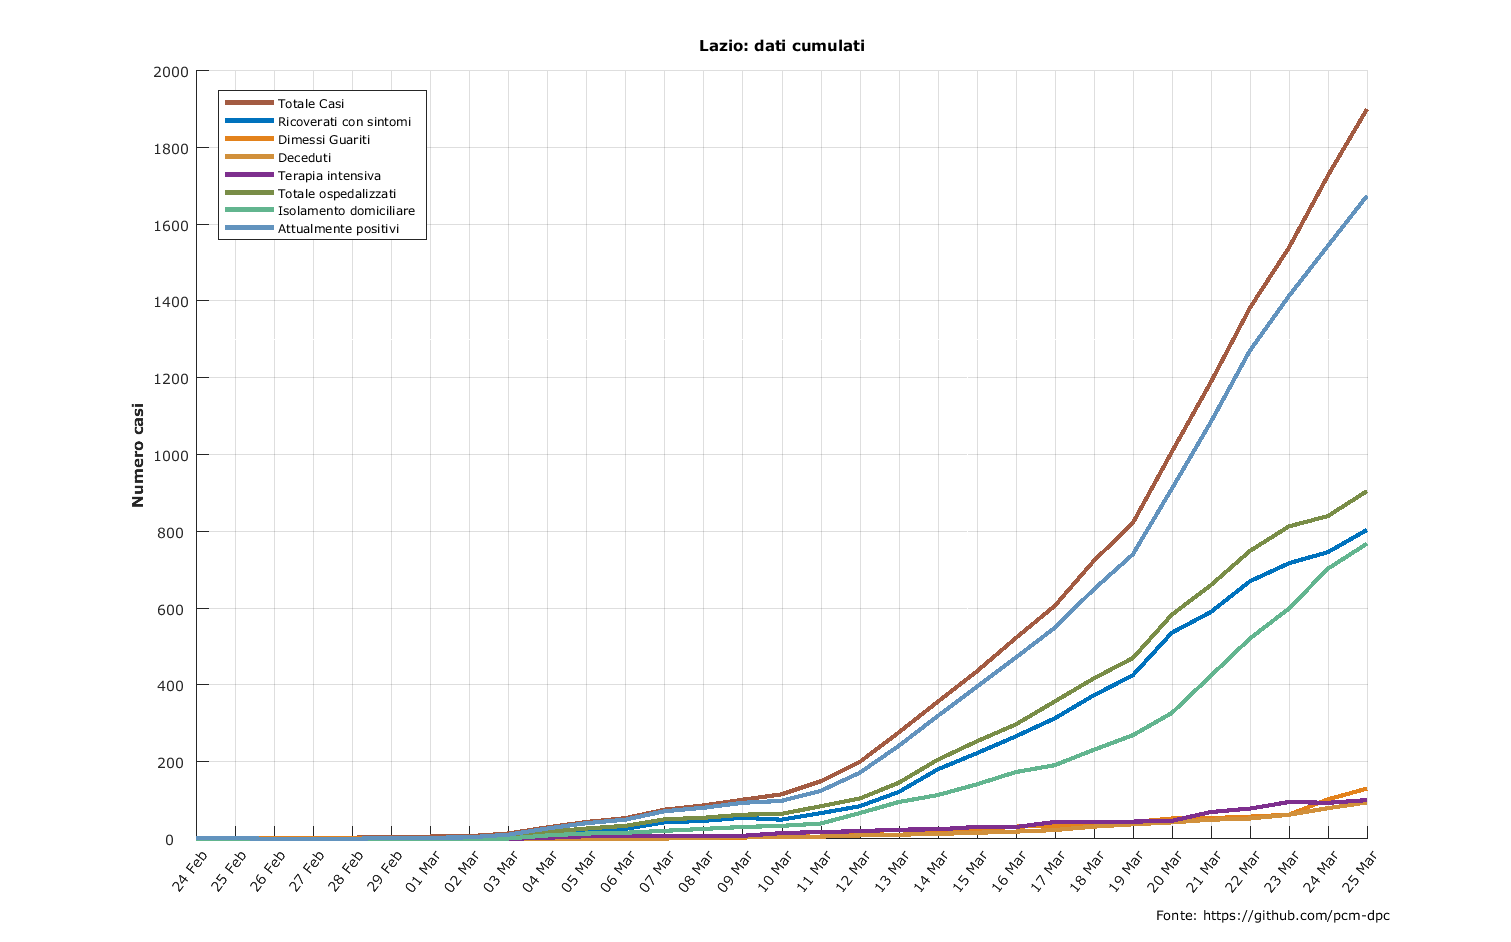 Lazio: dati cumulati
2000
1800
1600
1400
1200
1000
800
600
400
200
0
Numero casi
Totale Casi
Ricoverati con sintomi
Dimessi Guariti
Deceduti
Terapia intensiva
Totale ospedalizzati
Isolamento domiciliare
Attualmente positivi
24 Feb
25 Feb
26 Feb
27 Feb
28 Feb
29 Feb
01 Mar
02 Mar
03 Mar
04 Mar
05 Mar
06 Mar
07 Mar
08 Mar
09 Mar
10 Mar
11 Mar
12 Mar
13 Mar
14 Mar
15 Mar
16 Mar
17 Mar
18 Mar
19 Mar
20 Mar
21 Mar
22 Mar
23 Mar
24 Mar
25 Mar
Fonte: https://github.com/pcm-dpc